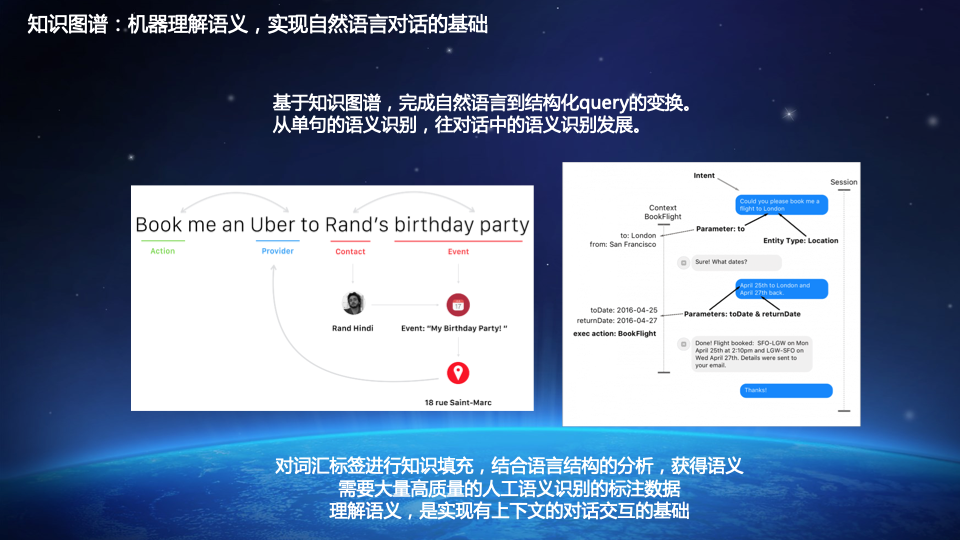 知识图谱：机器理解语义，实现自然语言对话的基础
基于知识图谱，完成自然语言到结构化query的变换。
从单句的语义识别，往对话中的语义识别发展。
Book me an Uber to Rand's birthday party
Action
Provider
Contact
Event
17
Rand Hindi
Event: “My Birthday Party! ”
18 rue Saint-Marc
Intent
Session
Could you please book me a
flight to London
Context
BookFlight
Parameter: to
to: London
from: San Francisco
Entity Type: Location
Sure! What dates?
April 25th to London and
April 27th back.
toDate: 2016-04-25
returnDate: 2016-04-27
Parameters: toDate & returnDate
exec action: BookFlight
Done! Flight booked: SFO-LGW on Mon
April 25th at 2:10pm and LGW-SFO on
Wed April 27th. Details were sent to
your email.
Thanks!
对词汇标签进行知识填充，结合语言结构的分析，获得语义
需要大量高质量的人工语义识别的标注数据
理解语义，是实现有上下文的对话交互的基础